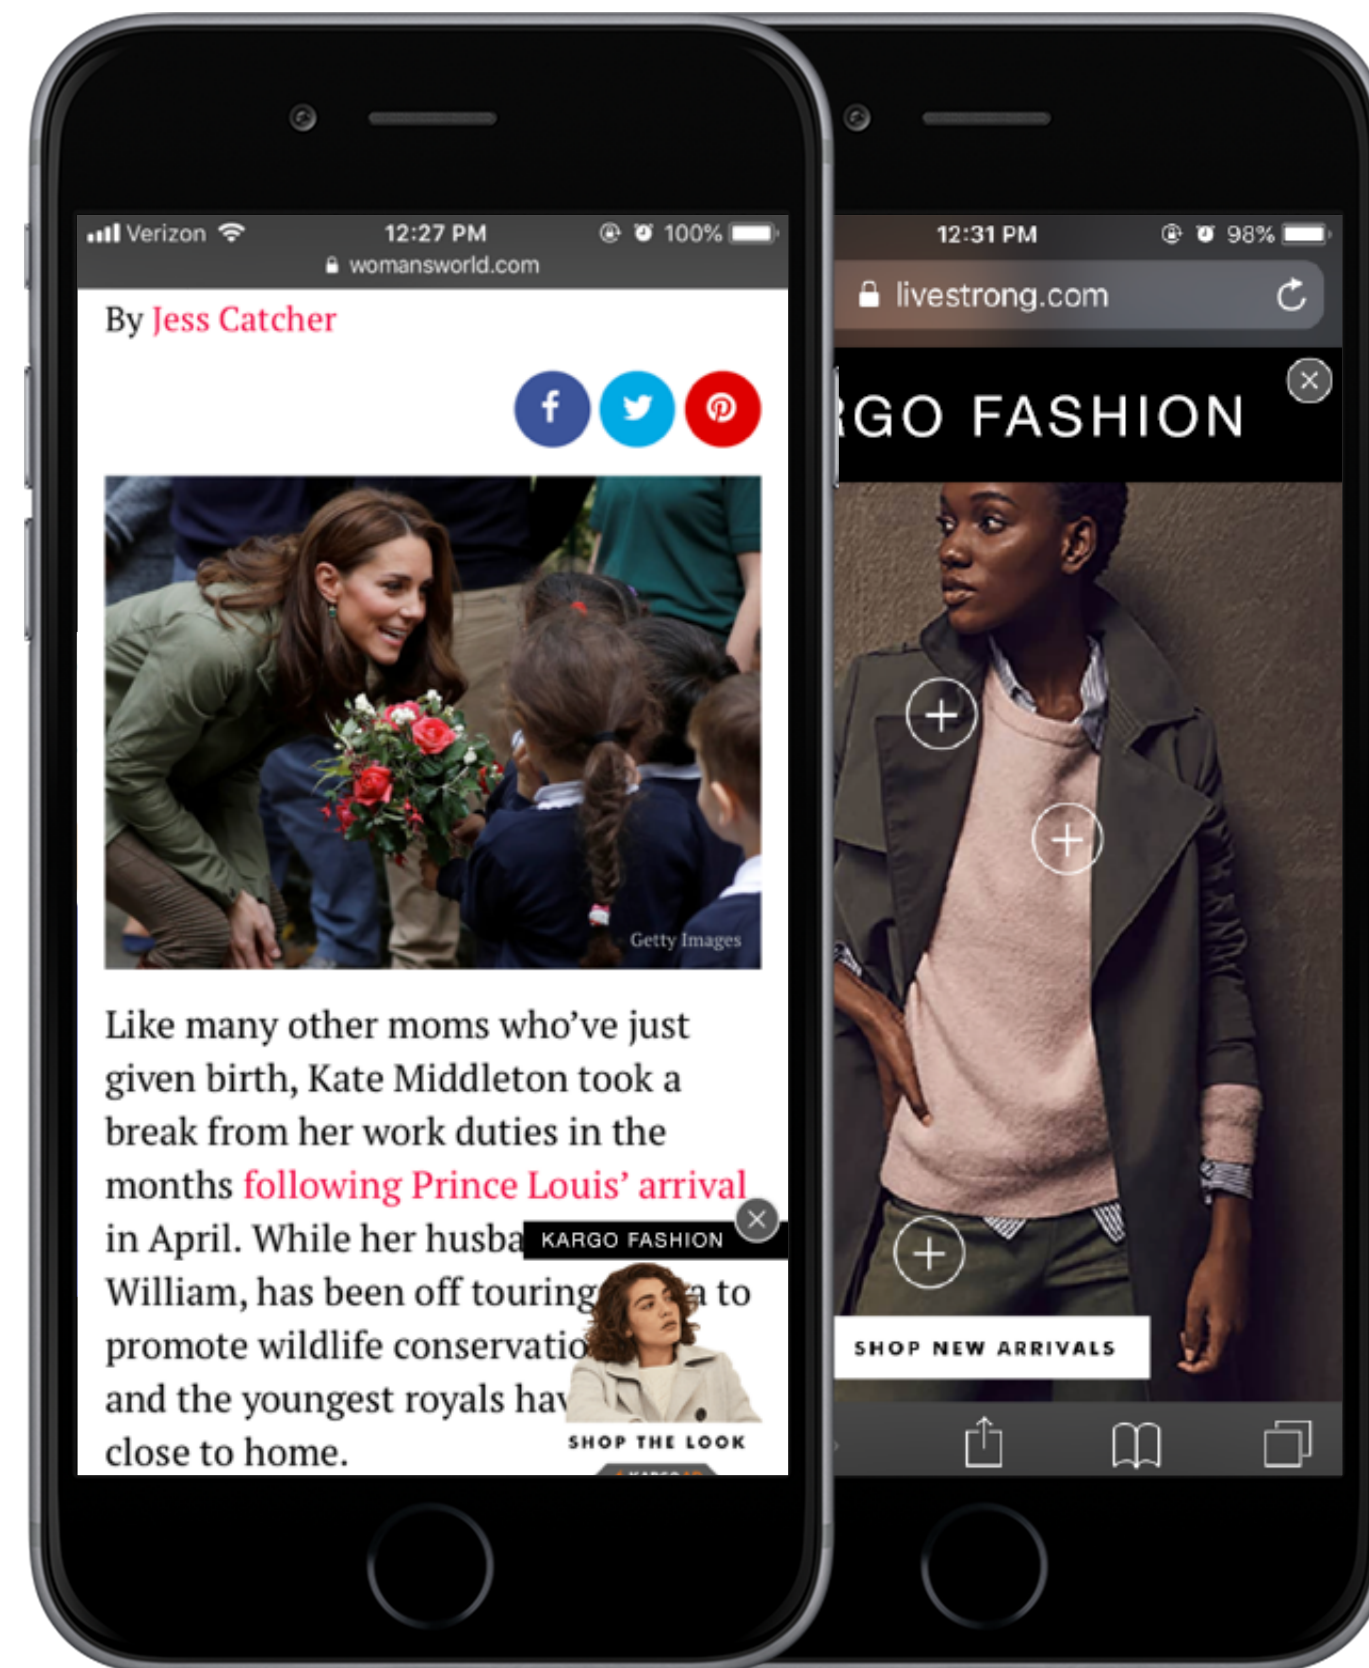 Verizon 12:27 PM 100%
womansworld.com
By Jess Catcher
f
Getty Images
Like many other moms who’ve just
given birth, Kate Middleton took a
break from her work duties in the
months following Prince Louis’ arrival
in April. While her husba
William, has been off touring a to
promote wildlife conservatio
and the youngest royals hav
close to home.
KARGO FASHION
SHOP THE LOOK
12:31 PM 98%
livestrong.com
RGO FASHION
SHOP NEW ARRIVALS